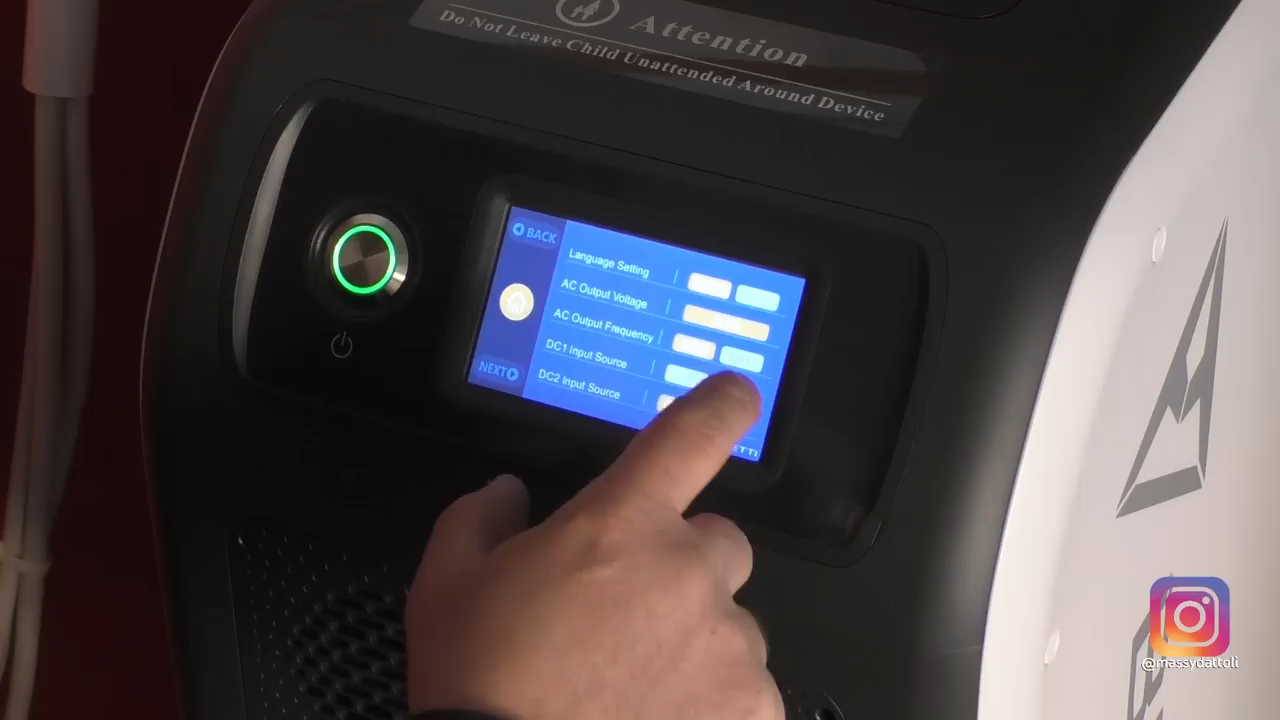 Attention
Do Not Leave Child Unattended Around Device
BACK
Language Setting
AC Output Voltage
AC Output Frequency
DC1 Input Source
DC2 Input Source
NEXT
ETTI
@massydattoli